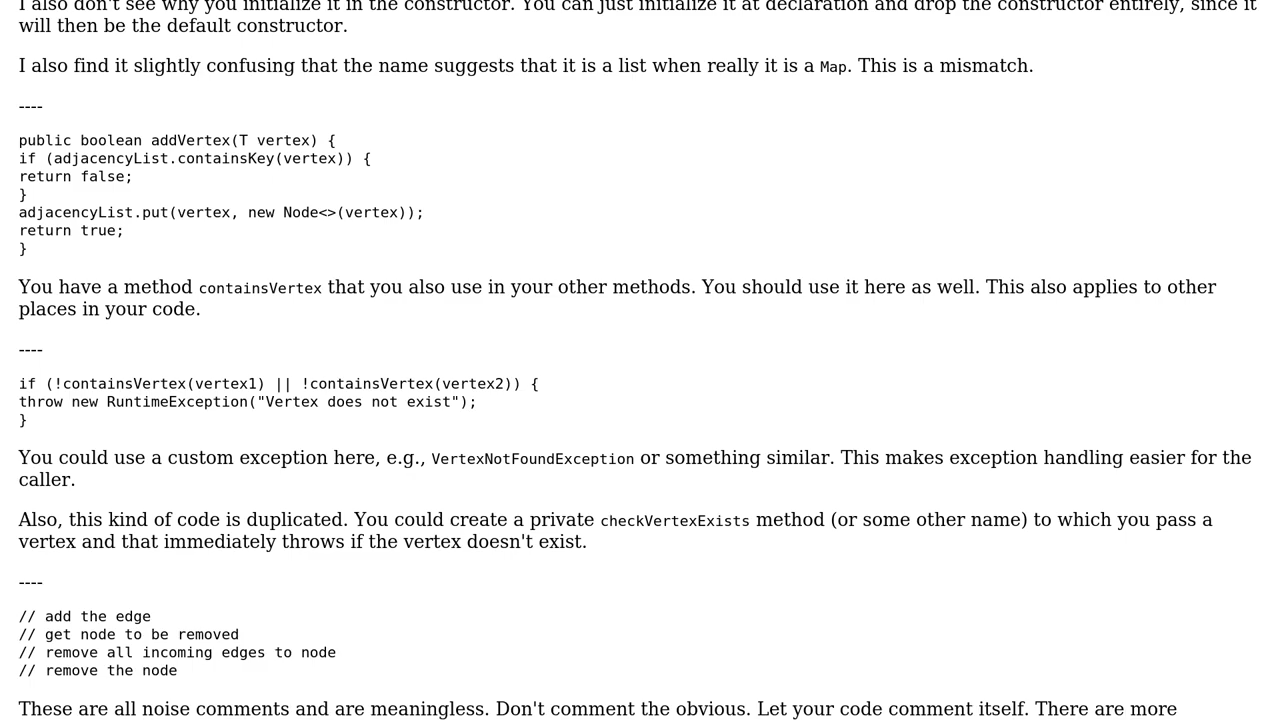 I also don't see why you initialize it in the constructor. You can just initialize it at declaration and drop the constructor entirely, since it
will then be the default constructor.
I also find it slightly confusing that the name suggests that it is a list when really it is a Map. This is a mismatch.
----
public boolean addVertex(T vertex) {
if (adjacencyList.containsKey(vertex)) {
return false;
}
adjacencyList.put(vertex, new Node<>(vertex));
return true;
}
You have a method containsVertex that you also use in your other methods. You should use it here as well. This also applies to other
places in your code.
----
if (!containsVertex(vertex1) || !containsVertex(vertex2)) {
throw new RuntimeException("Vertex does not exist");
}
You could use a custom exception here, e.g., VertexNotFoundException or something similar. This makes exception handling easier for the
caller.
Also, this kind of code is duplicated. You could create a private checkVertexExists method (or some other name) to which you pass a
vertex and that immediately throws if the vertex doesn't exist.
----
// add the edge
// get node to be removed
// remove all incoming edges to node
// remove the node
These are all noise comments and are meaningless. Don't comment the obvious. Let your code comment itself. There are more